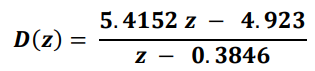 D(z) = 5.4152 z − 4.923
z − 0.3846